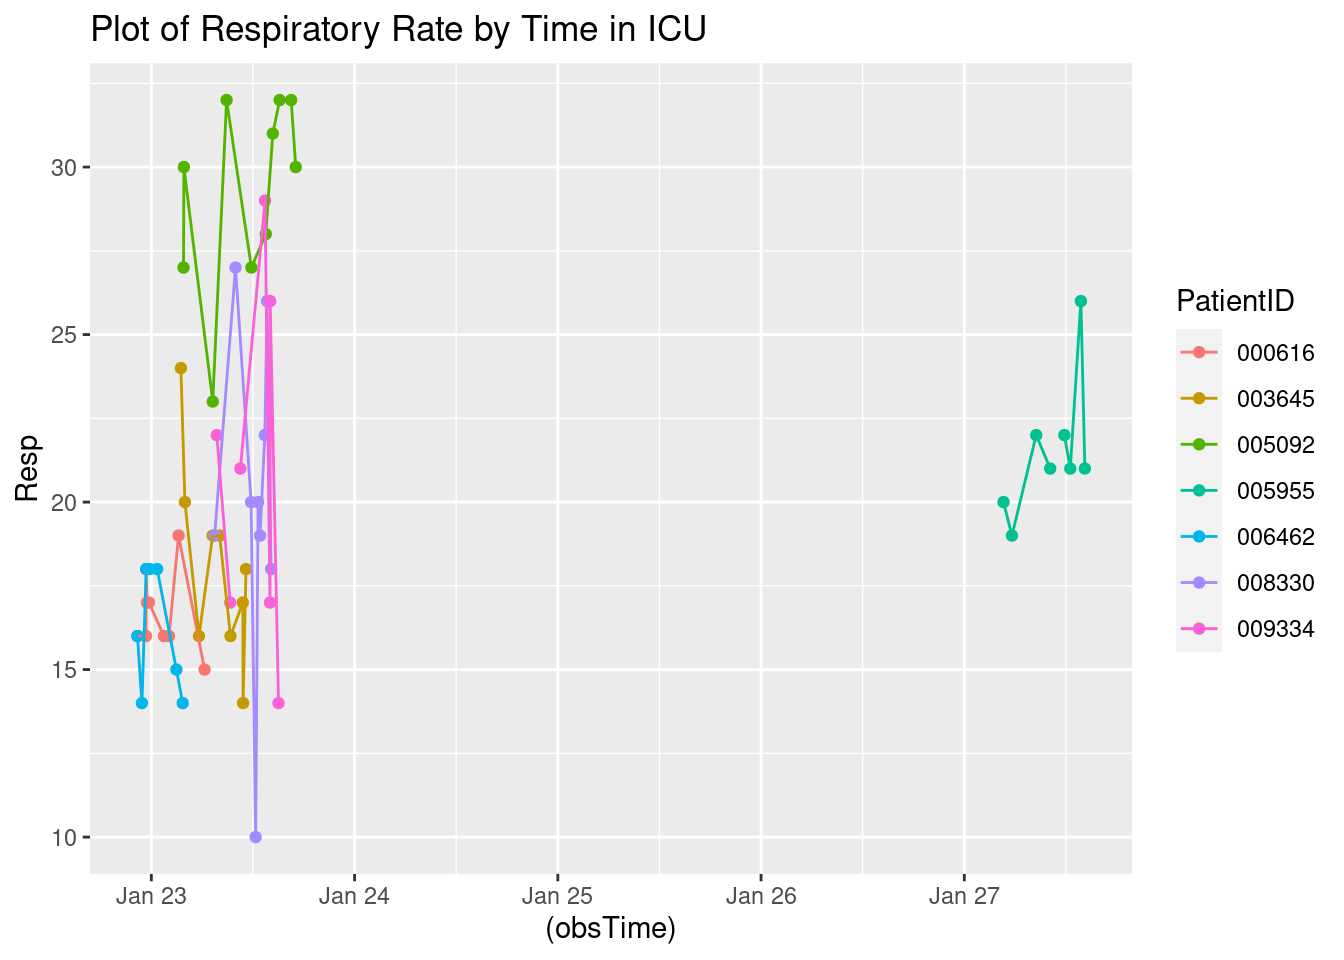 Plot of Respiratory Rate by Time in ICU
Resp
30
25
20
15
10
Jan 23
Jan 24
Jan 25
Jan 26
Jan 27
(obsTime)
PatientID
000616
003645
005092
005955
006462
008330
009334